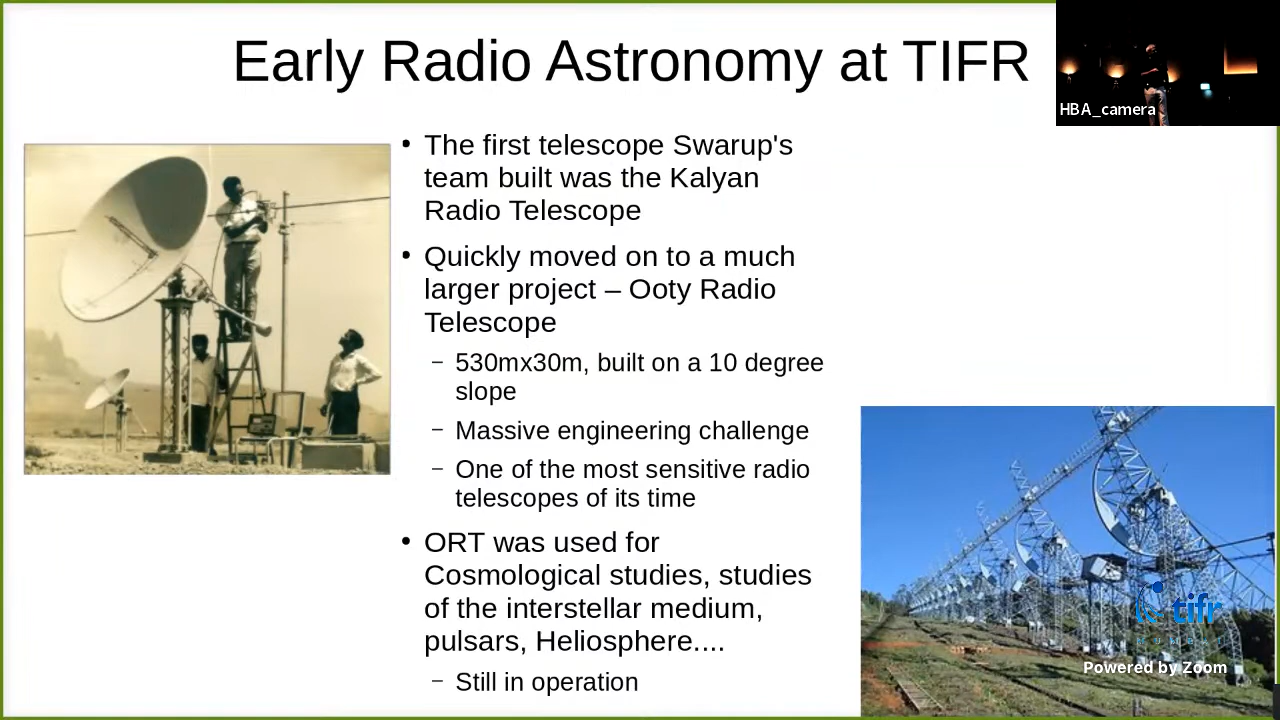 Early Radio Astronomy at TIFR
HBA_camera
• The first telescope Swarup's
team built was the Kalyan
Radio Telescope
• Quickly moved on to a much
larger project – Ooty Radio
Telescope
– 530mx30m, built on a 10 degree
slope
– Massive engineering challenge
– One of the most sensitive radio
telescopes of its time
• ORT was used for
Cosmological studies, studies
of the interstellar medium,
pulsars, Heliosphere....
– Still in operation
tifr
Powered by Zoom